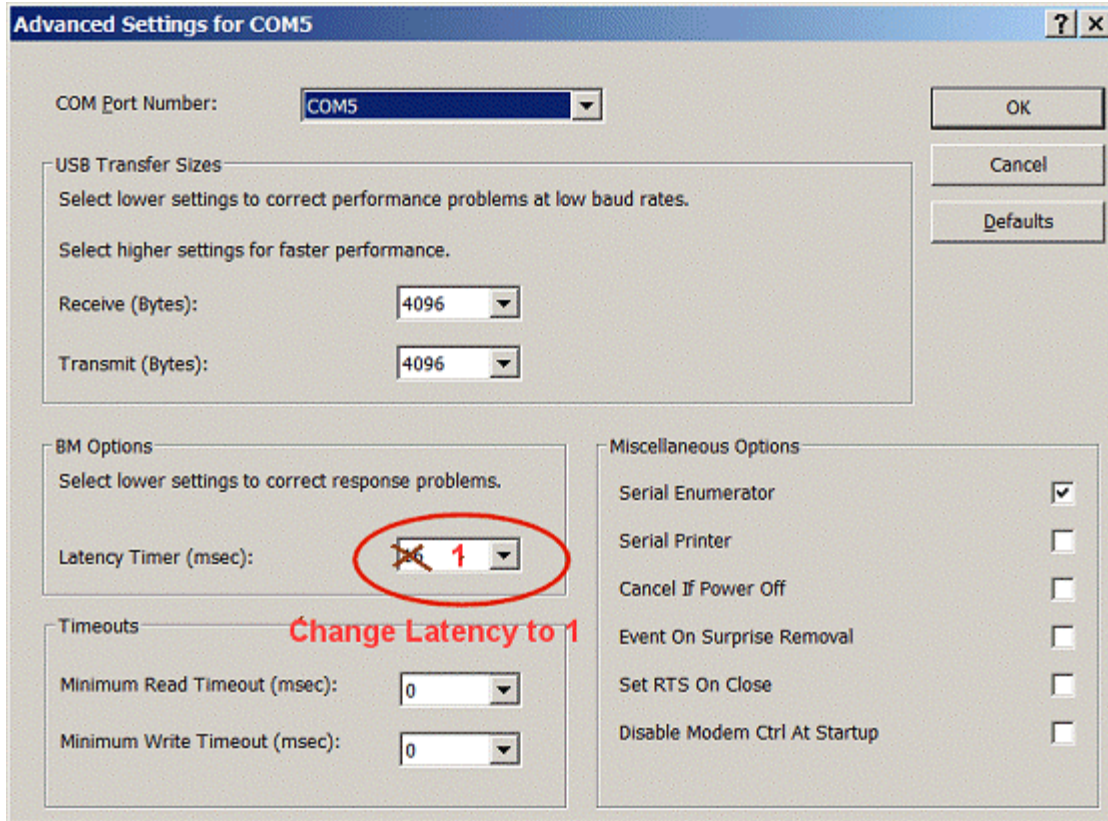 Advanced Settings for COM5
COM Port Number:
COM5
OK
Cancel
Defaults
USB Transfer Sizes
Select lower settings to correct performance problems at low baud rates.
Select higher settings for faster performance.
Receive (Bytes):
4096
Transmit (Bytes):
4096
BM Options
Select lower settings to correct response problems.
Latency Timer (msec):
16 1
Change Latency to 1
Timeouts
Minimum Read Timeout (msec):
0
Minimum Write Timeout (msec):
0
Miscellaneous Options
Serial Enumerator
Serial Printer
Cancel If Power Off
Event On Surprise Removal
Set RTS On Close
Disable Modem Ctrl At Startup